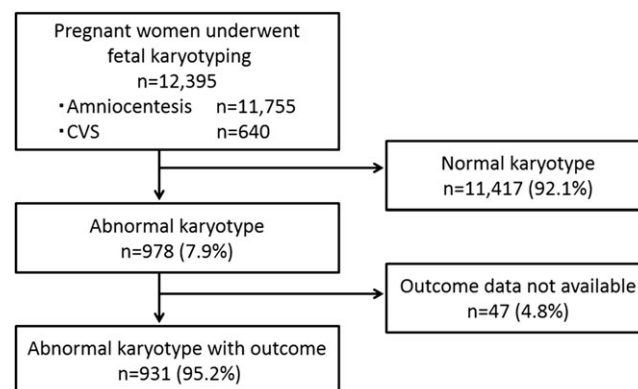 Pregnant women underwent
fetal karyotyping
n=12,395
・Amniocentesis n=11,755
・CVS n=640
Normal karyotype
n=11,417 (92.1%)
Abnormal karyotype
n=978 (7.9%)
Outcome data not available
n=47 (4.8%)
Abnormal karyotype with outcome
n=931 (95.2%)